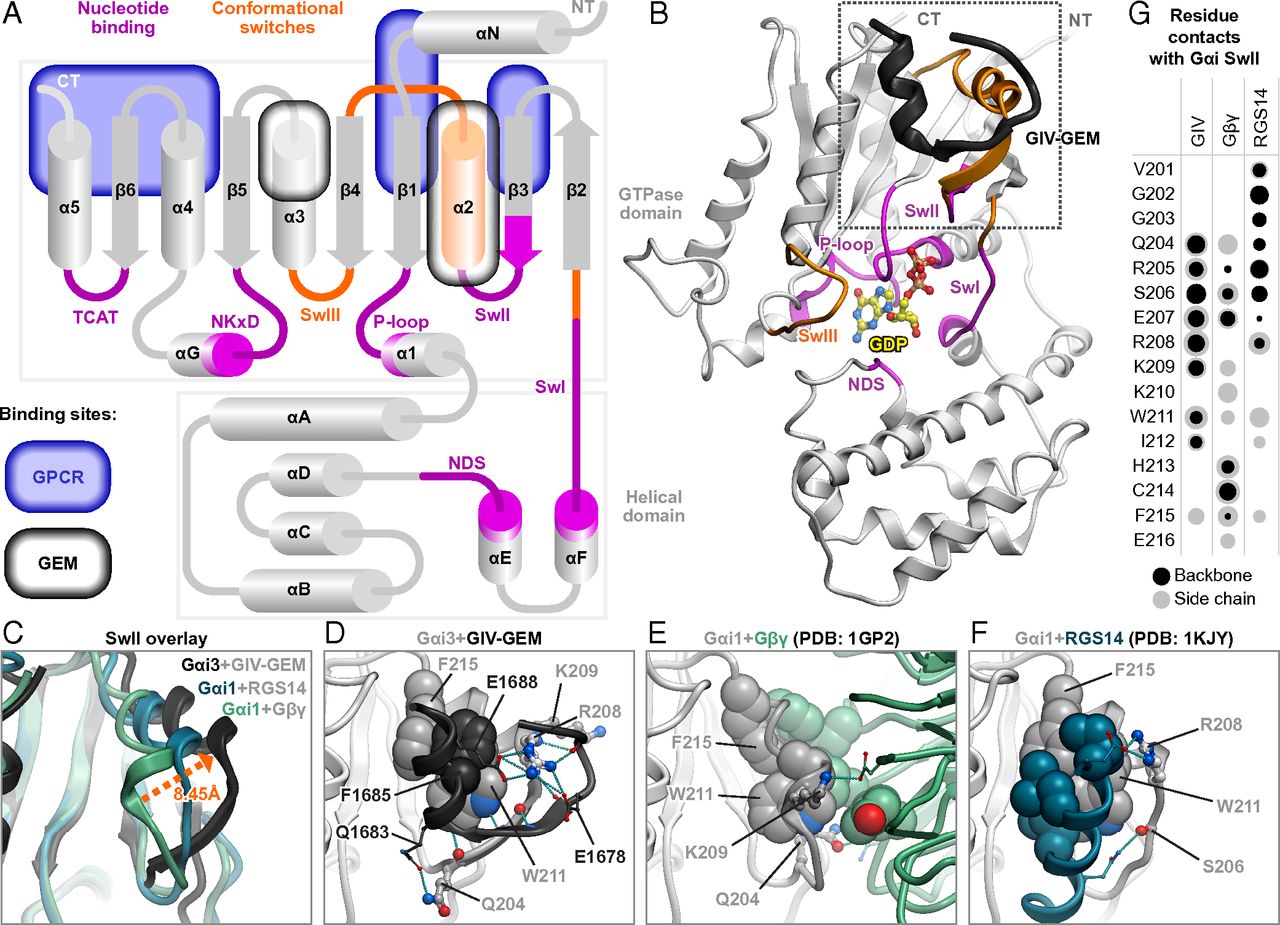 A
Nucleotide
binding
Conformational
switches
NT
αN
CT
α5
β6
α4
β5
α3
β4
β1
α2
β3
β2
TCAT
NKxD
αG
SwIII
P-loop
α1
SwII
SwI
αA
αD
NDS
αC
αB
αE
αF
Helical
domain
Binding sites:
GPCR
GEM
B
CT
NT
GIV-GEM
GTPase
domain
SwII
P-loop
SwI
SwIII
GDP
NDS
G
Residue
contacts
with Gαi SwII
GIV
Gβγ
RGS14
V201
G202
G203
Q204
R205
S206
E207
R208
K209
K210
W211
I212
H213
C214
F215
E216
Backbone
Side chain
C
SwII overlay
Gαi3+GIV-GEM
Gαi1+RGS14
Gαi1+Gβγ
8.45Å
D
Gαi3+GIV-GEM
F215
E1688
K209
R208
F1685
Q1683
W211
E1678
Q204
E
Gαi1+Gβγ (PDB: 1GP2)
F215
W211
K209
Q204
F
Gαi1+RGS14 (PDB: 1KJY)
F215
R208
W211
S206